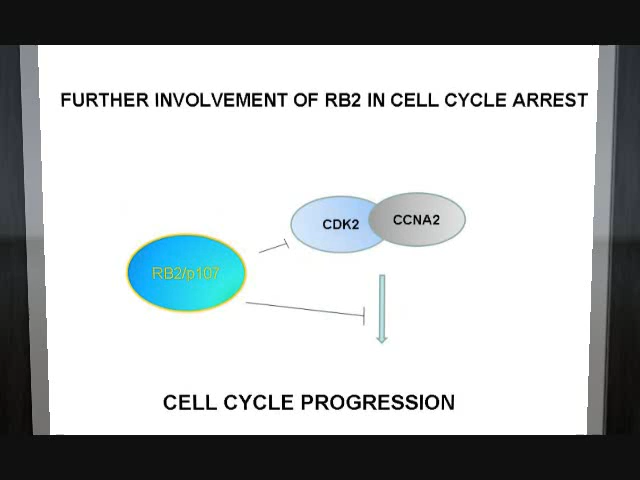 FURTHER INVOLVEMENT OF RB2 IN CELL CYCLE ARREST
CDK2
CCNA2
RB2/p107
CELL CYCLE PROGRESSION